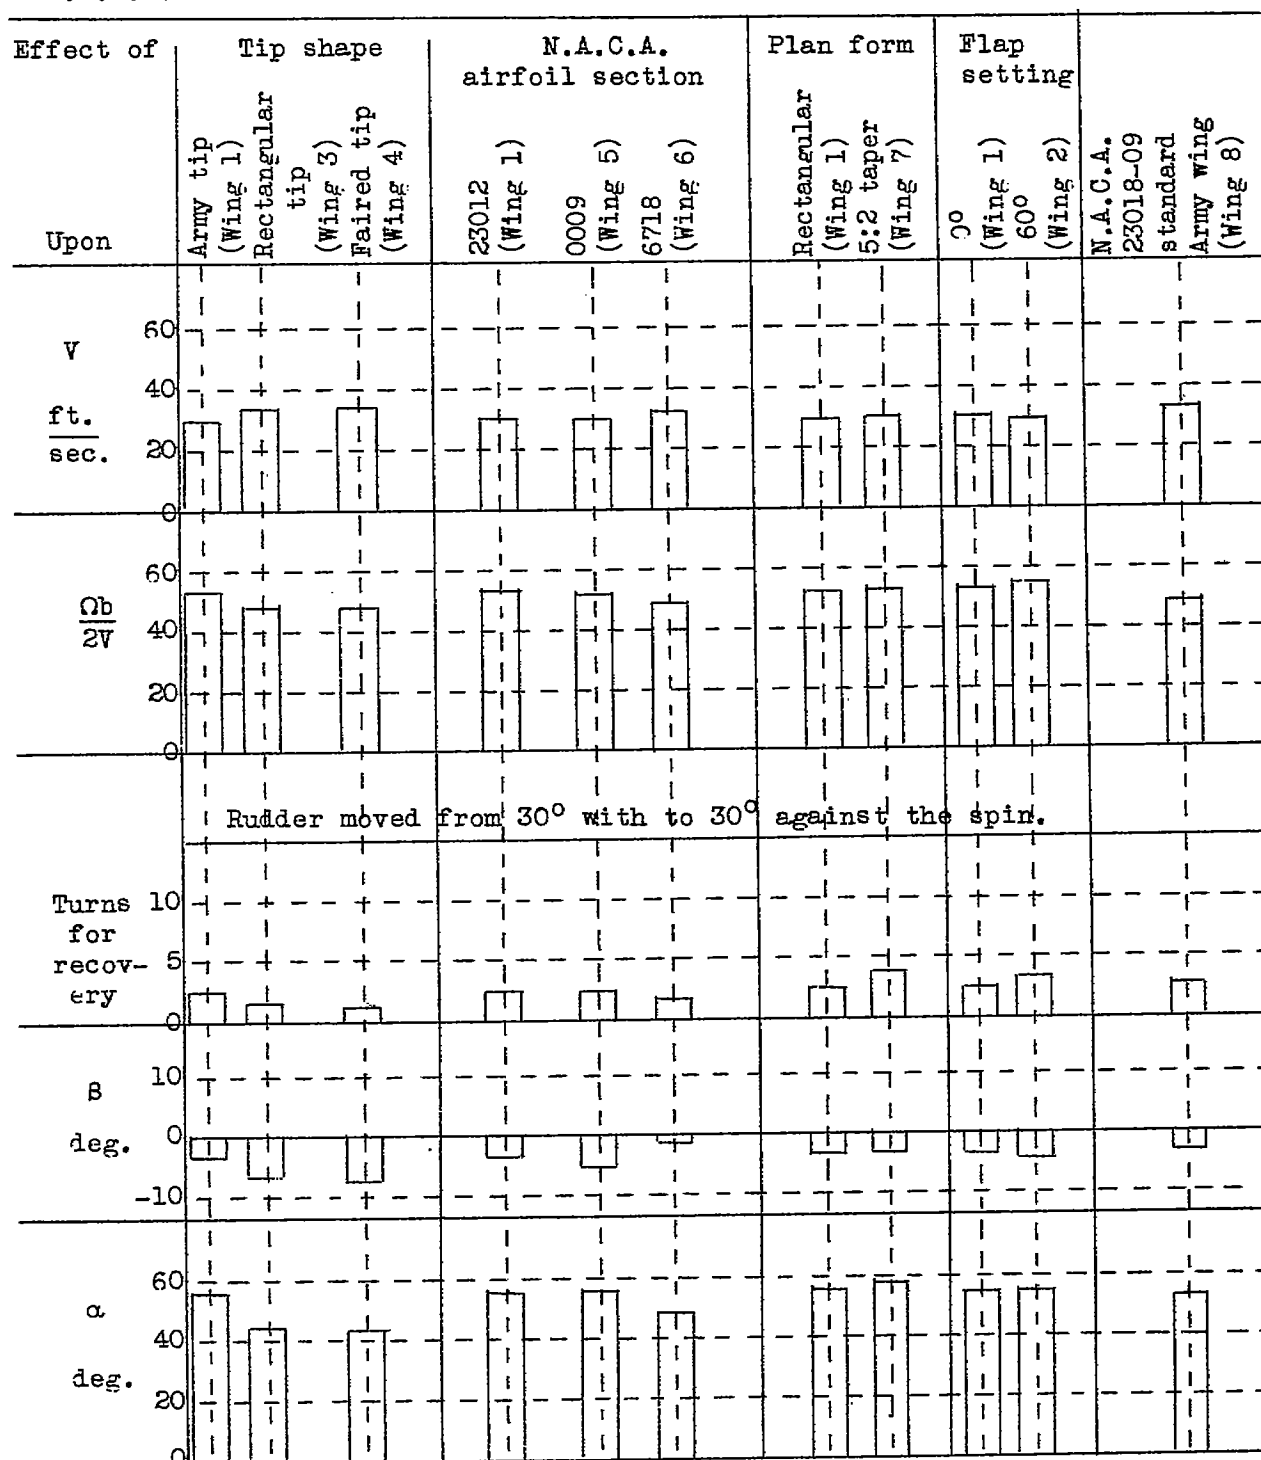 Effect of
Tip shape
N.A.C.A.
airfoil section
Plan form
Flap
setting
Upon
Army tip
(Wing 1)
Rectangular
tip
(Wing 3)
Faired tip
(Wing 4)
23012
(Wing 1)
0009
(Wing 5)
6718
(Wing 6)
Rectangular
(Wing 1)
5:2 taper
(Wing 7)
0°
(Wing 1)
60°
(Wing 2)
N.A.C.A.
23018-09
standard
Army wing
(Wing 8)
V
ft.
sec.
60
40
20
0
Ωb
2V
60
40
20
0
Rudder moved from 30° with to 30° against the spin.
Turns
for
recov-
ery
10
5
0
β
deg.
10
0
-10
α
deg.
60
40
20
0